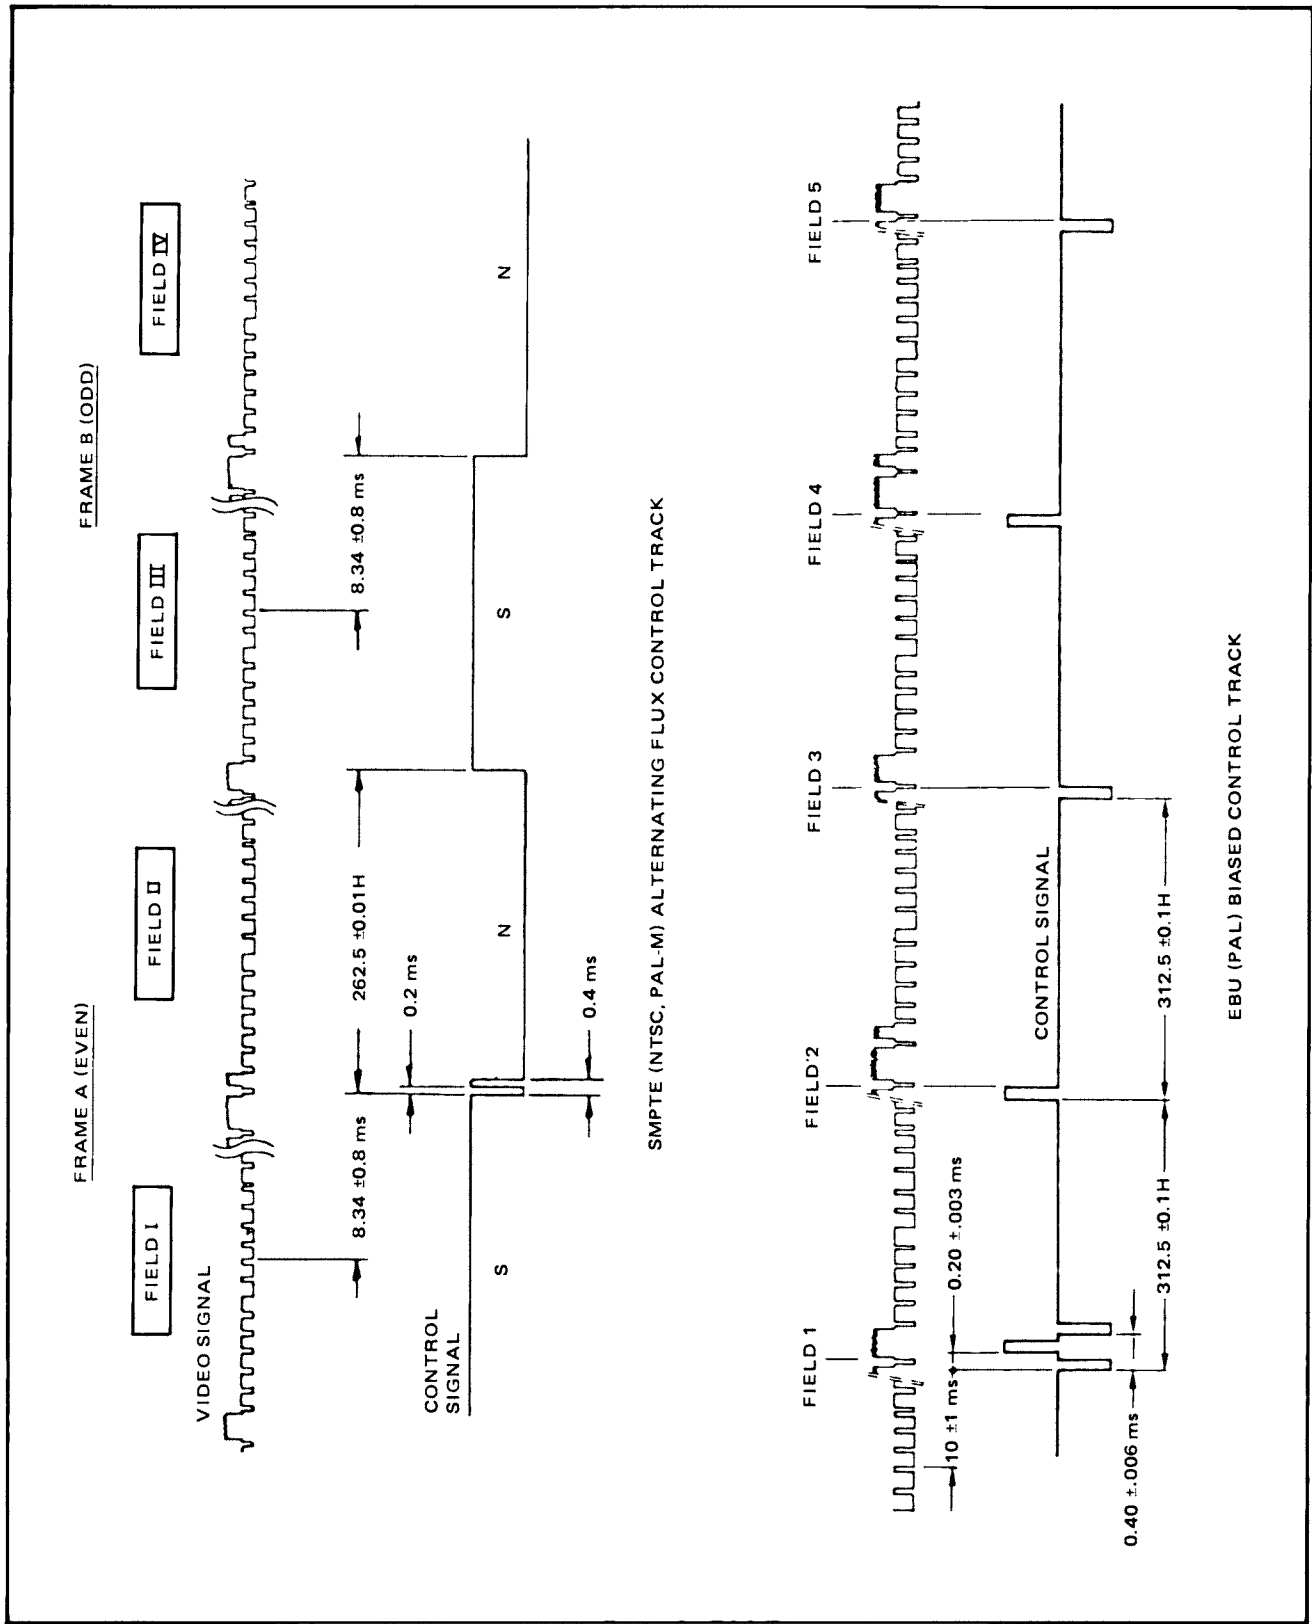 FRAME A (EVEN)
FRAME B (ODD)
FIELD I
FIELD II
FIELD III
FIELD IV
VIDEO SIGNAL
8.34 ±0.8 ms
262.5 ±0.01H
8.34 ±0.8 ms
0.2 ms
CONTROL
SIGNAL
S
N
S
N
0.4 ms
SMPTE (NTSC, PAL-M) ALTERNATING FLUX CONTROL TRACK
FIELD 1
FIELD 2
FIELD 3
FIELD 4
FIELD 5
10 ±1 ms
0.20 ±.003 ms
CONTROL SIGNAL
0.40 ±.006 ms
312.5 ±0.1H
312.5 ±0.1H
EBU (PAL) BIASED CONTROL TRACK